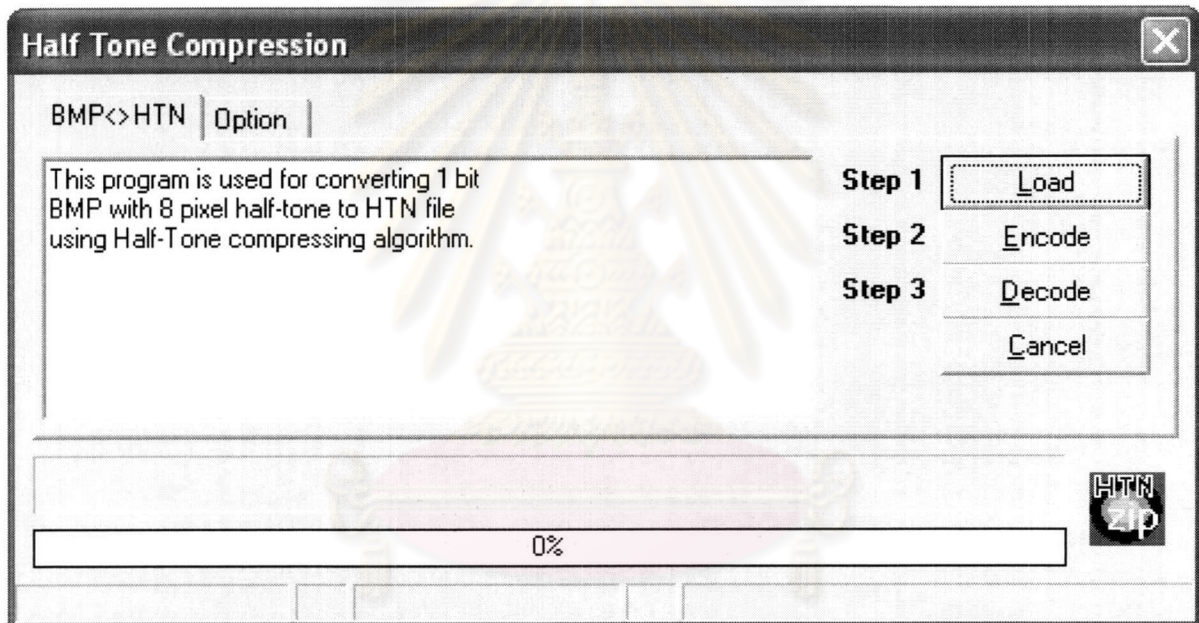 Half Tone Compression
BMP<>HTN Option
This program is used for converting 1 bit
BMP with 8 pixel half-tone to HTN file
using Half-Tone compressing algorithm.
Step 1 Load
Step 2 Encode
Step 3 Decode
Cancel
HTN
zip
0%